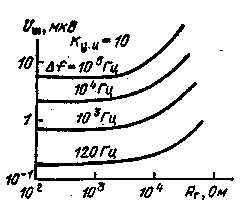 Uш, мкВ
Kу.и = 10
10
Δf = 10⁵ Гц
10⁴ Гц
1
10³ Гц
120 Гц
10⁻¹
10² 10³ 10⁴ Rг, Ом